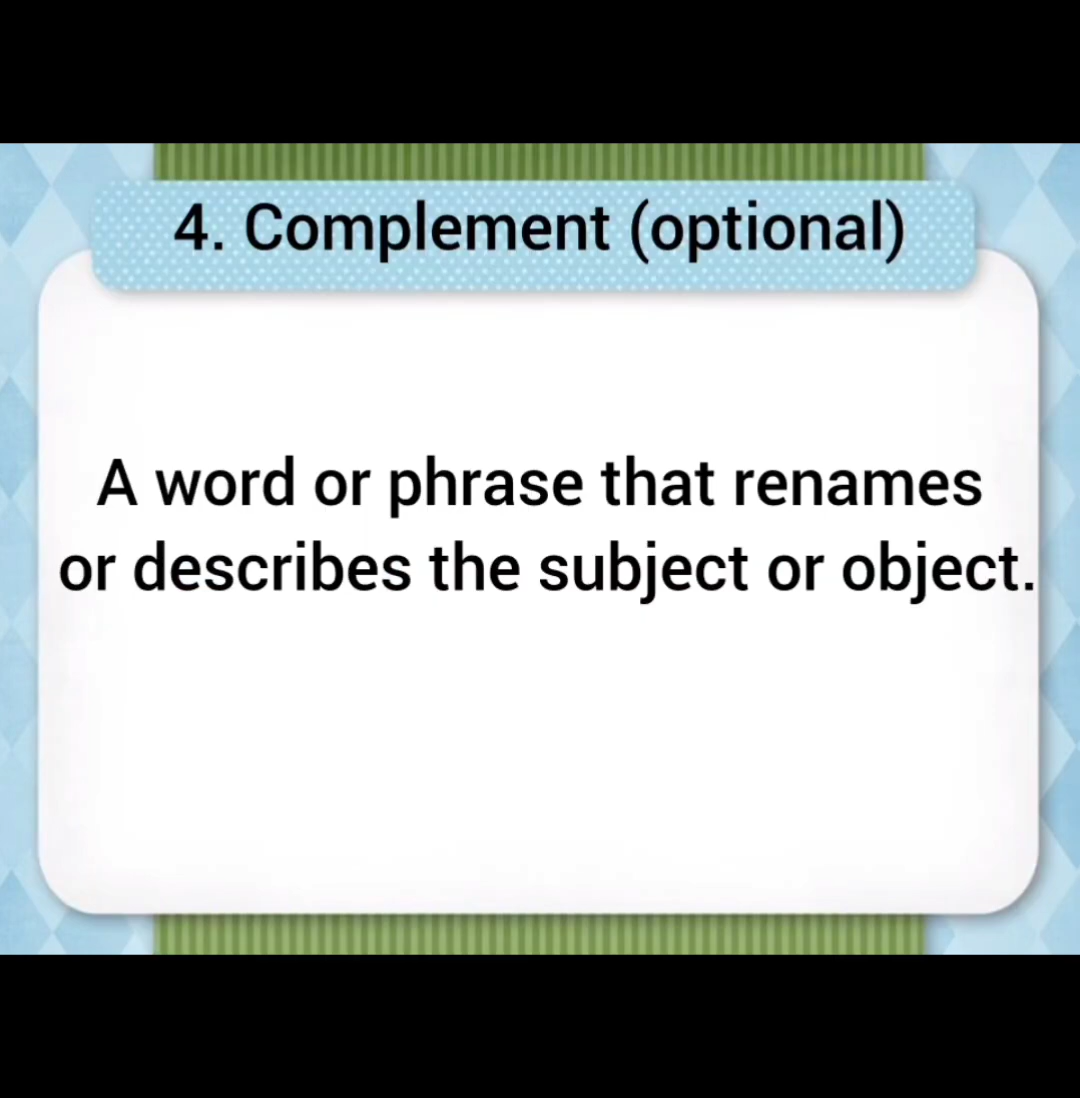 4. Complement (optional)
A word or phrase that renames
or describes the subject or object.